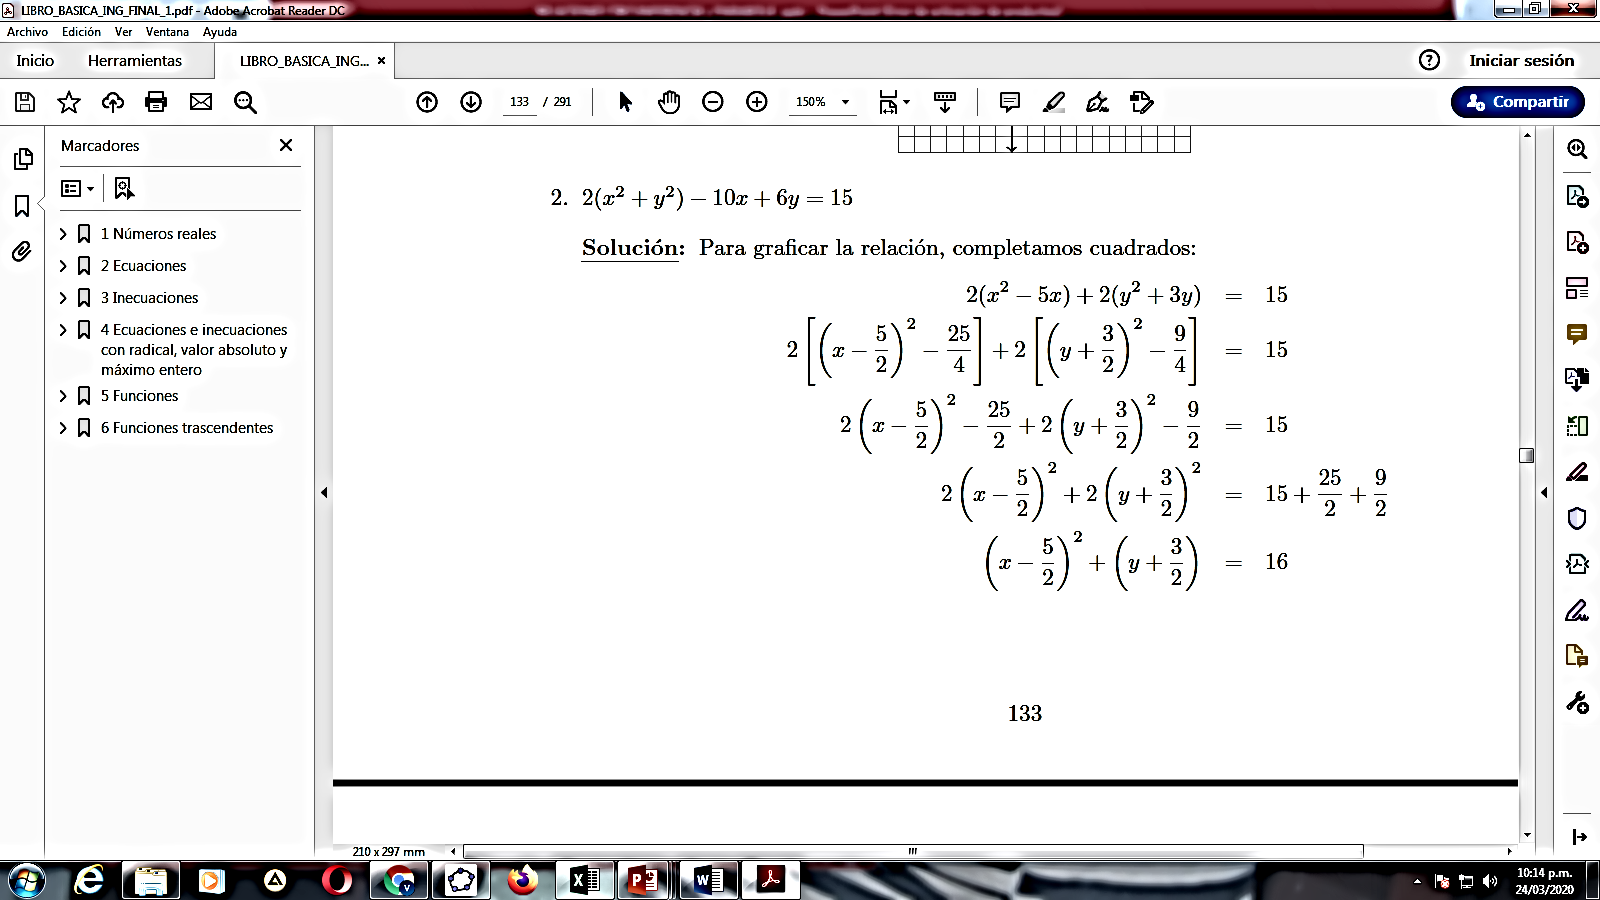 LIBRO_BASICA_ING_FINAL_1.pdf - Adobe Acrobat Reader DC
Archivo Edición Ver Ventana Ayuda
Inicio Herramientas LIBRO_BASICA_ING... × Iniciar sesión
133 / 291 150% Compartir
Marcadores
1 Números reales
2 Ecuaciones
3 Inecuaciones
4 Ecuaciones e inecuaciones
con radical, valor absoluto y
máximo entero
5 Funciones
6 Funciones trascendentes
2. 2(x² + y²) − 10x + 6y = 15
Solución: Para graficar la relación, completamos cuadrados:
2(x² − 5x) + 2(y² + 3y) = 15
2[(x − 5/2)² − 25/4] + 2[(y + 3/2)² − 9/4] = 15
2(x − 5/2)² − 25/2 + 2(y + 3/2)² − 9/2 = 15
2(x − 5/2)² + 2(y + 3/2)² = 15 + 25/2 + 9/2
(x − 5/2)² + (y + 3/2) = 16
133
210 x 297 mm
10:14 p.m.
24/03/2020